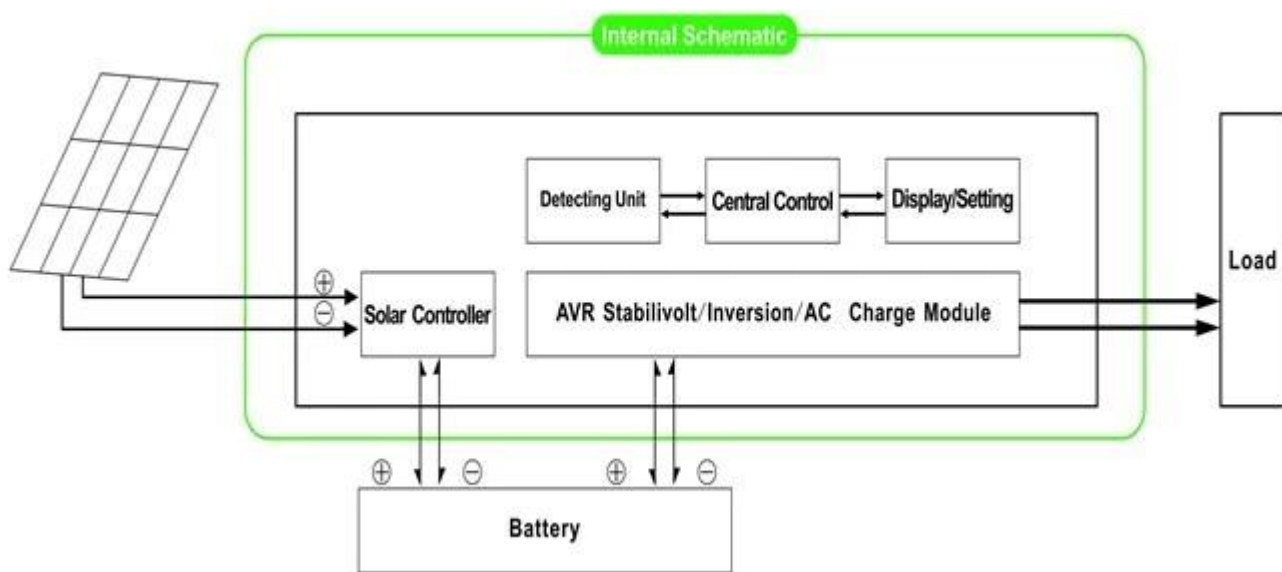 Internal Schematic
Detecting Unit
Central Control
Display/Setting
⊕
⊖
Solar Controller
AVR Stabilivolt/Inversion/AC Charge Module
Load
⊕ ⊖ ⊕ ⊖
Battery